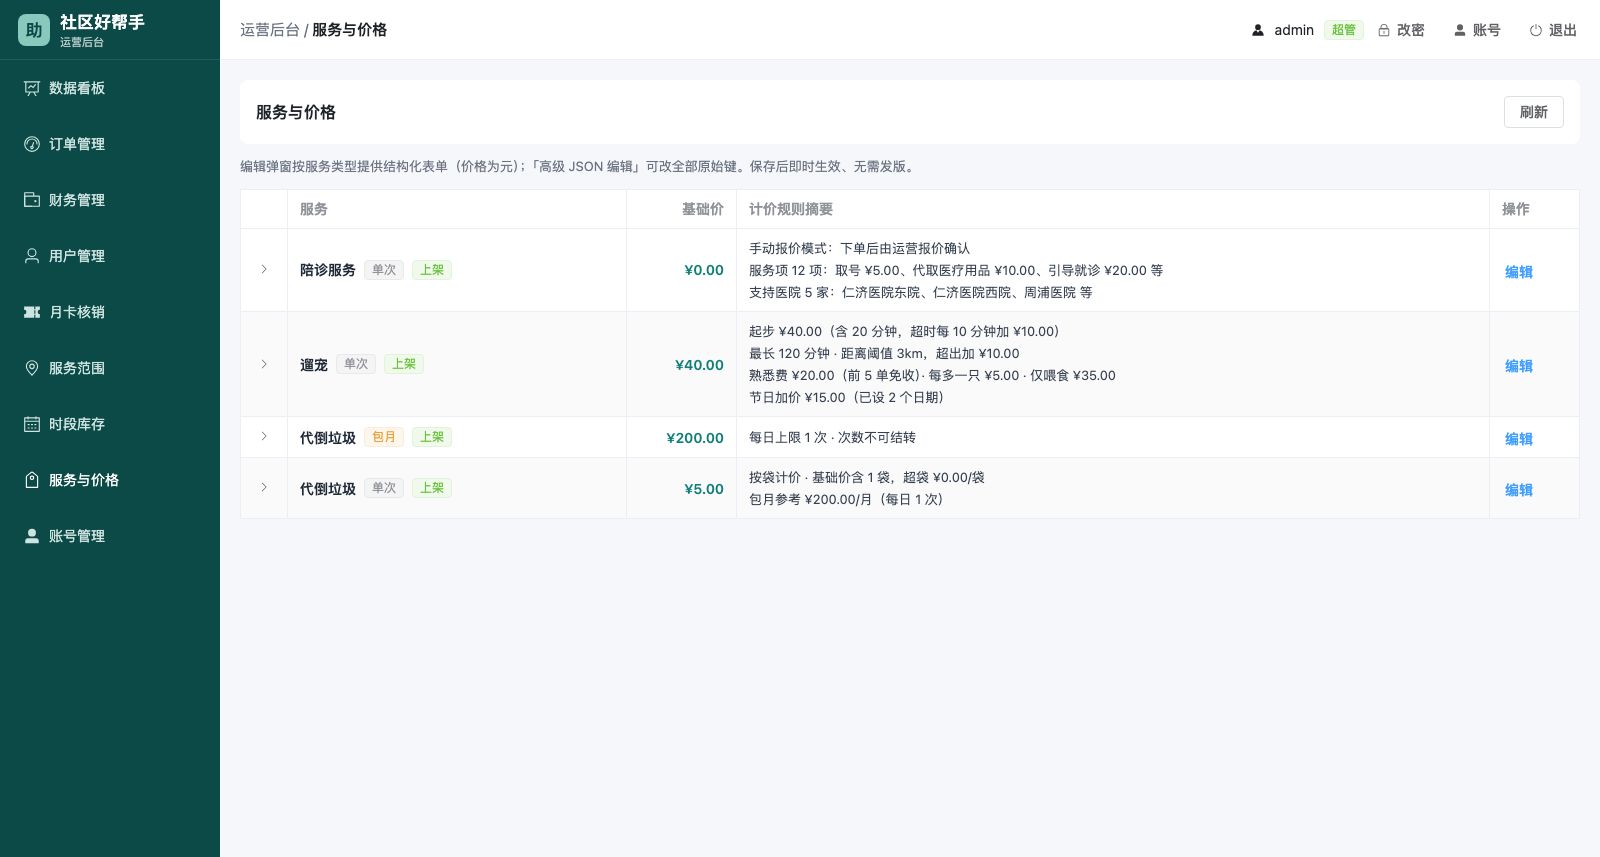 助
社区好帮手
运营后台
数据看板
订单管理
财务管理
用户管理
月卡核销
服务范围
时段库存
服务与价格
账号管理
运营后台 / 服务与价格
admin 超管 改密 账号 退出
服务与价格
刷新
编辑弹窗按服务类型提供结构化表单（价格为元）；「高级 JSON 编辑」可改全部原始键。保存后即时生效、无需发版。
服务 基础价 计价规则摘要 操作
陪诊服务 单次 上架 ¥0.00
手动报价模式：下单后由运营报价确认
服务项 12 项：取号 ¥5.00、代取医疗用品 ¥10.00、引导就诊 ¥20.00 等
支持医院 5 家：仁济医院东院、仁济医院西院、周浦医院 等
编辑
遛宠 单次 上架 ¥40.00
起步 ¥40.00（含 20 分钟，超时每 10 分钟加 ¥10.00）
最长 120 分钟 · 距离阈值 3km，超出加 ¥10.00
熟悉费 ¥20.00（前 5 单免收）· 每多一只 ¥5.00 · 仅喂食 ¥35.00
节日加价 ¥15.00（已设 2 个日期）
编辑
代倒垃圾 包月 上架 ¥200.00
每日上限 1 次 · 次数不可结转
编辑
代倒垃圾 单次 上架 ¥5.00
按袋计价 · 基础价含 1 袋，超袋 ¥0.00/袋
包月参考 ¥200.00/月（每日 1 次）
编辑